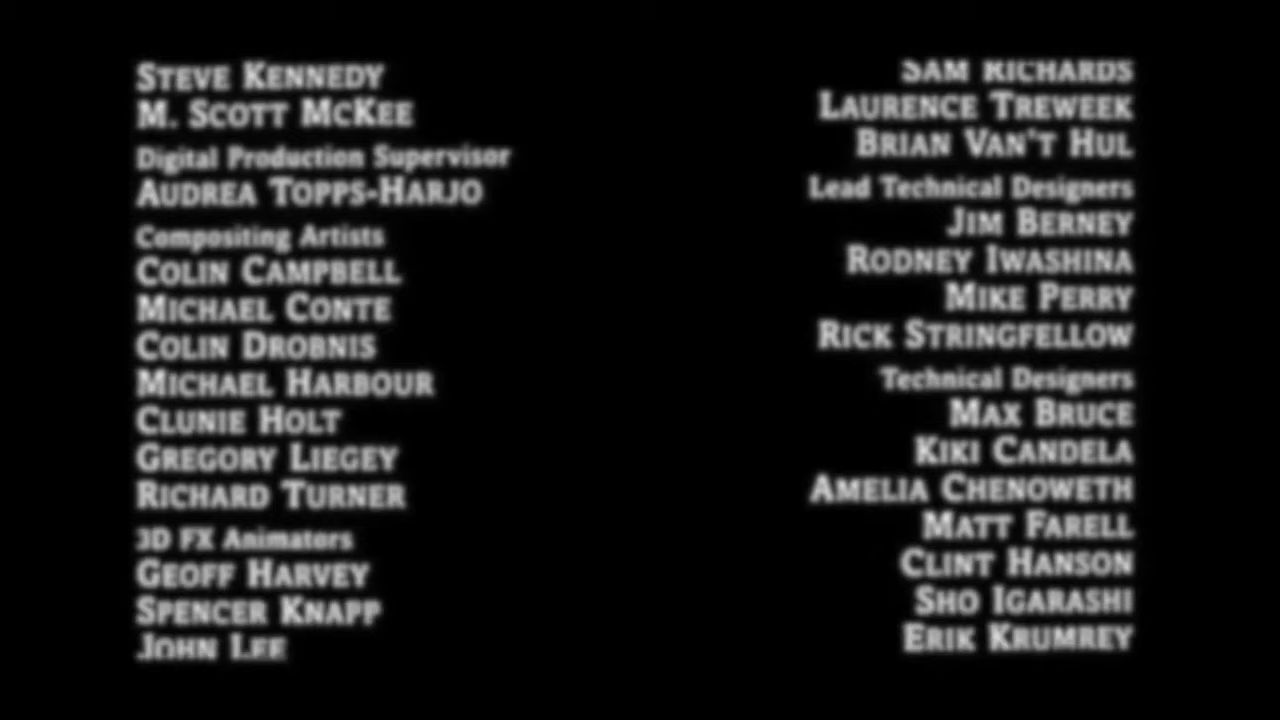 STEVE KENNEDY
M. SCOTT MCKEE
Digital Production Supervisor
AUDREA TOPPS-HARJO
Compositing Artists
COLIN CAMPBELL
MICHAEL CONTE
COLIN DROBNIS
MICHAEL HARBOUR
CLUNIE HOLT
GREGORY LIEGEY
RICHARD TURNER
3D FX Animators
GEOFF HARVEY
SPENCER KNAPP
JOHN LEE
SAM RICHARDS
LAURENCE TREWEEK
BRIAN VAN'T HUL
Lead Technical Designers
JIM BERNEY
RODNEY IWASHINA
MIKE PERRY
RICK STRINGFELLOW
Technical Designers
MAX BRUCE
KIKI CANDELA
AMELIA CHENOWETH
MATT FARELL
CLINT HANSON
SHO IGARASHI
ERIK KRUMREY